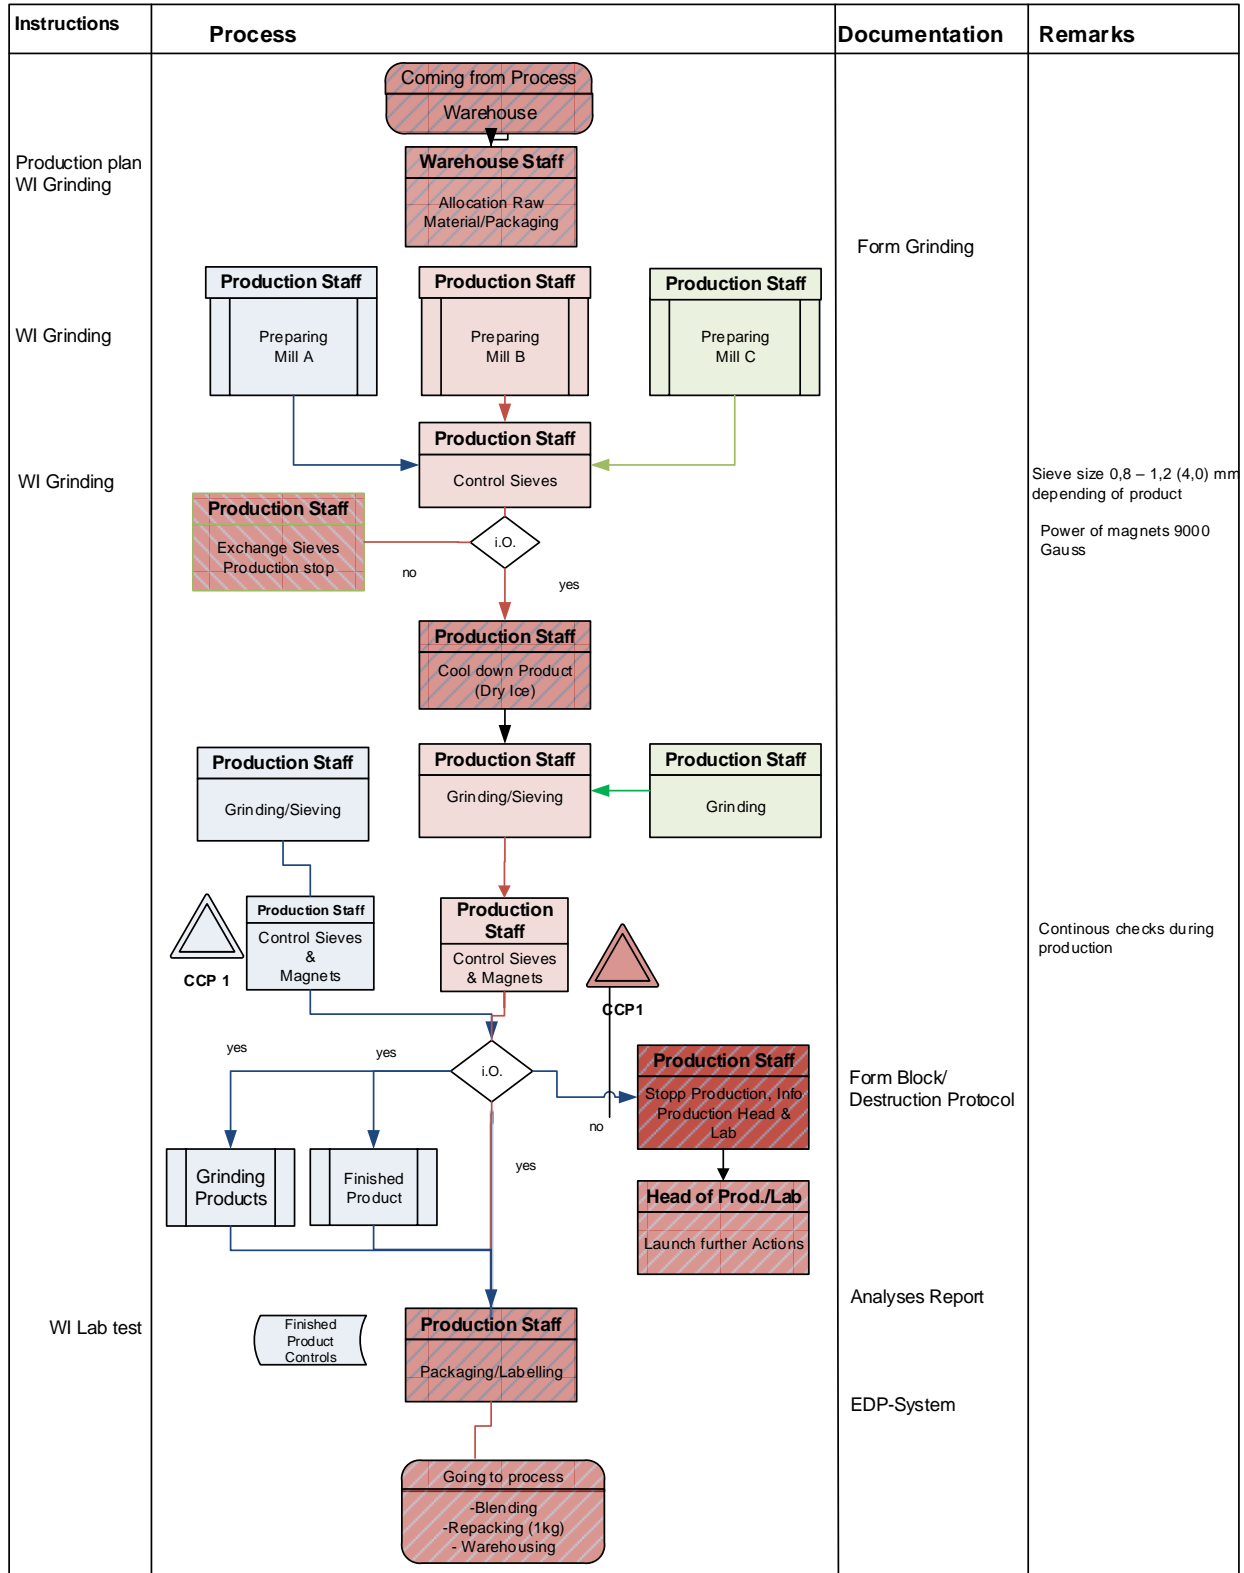 Instructions
Process
Documentation
Remarks
Coming from Process
Warehouse
Production plan
WI Grinding
Warehouse Staff
Allocation Raw
Material/Packaging
Form Grinding
Production Staff
Production Staff
Production Staff
WI Grinding
Preparing
Mill A
Preparing
Mill B
Preparing
Mill C
Production Staff
Control Sieves
WI Grinding
Sieve size 0,8 – 1,2 (4,0) mm
depending of product
Power of magnets 9000
Gauss
Production Staff
Exchange Sieves
Production stop
i.O.
no
yes
Production Staff
Cool down Product
(Dry Ice)
Production Staff
Grinding/Sieving
Production Staff
Grinding/Sieving
Production Staff
Grinding
CCP 1
Production Staff
Control Sieves
&
Magnets
Production
Staff
Control Sieves
& Magnets
CCP1
Continous checks during
production
yes
yes
i.O.
Production Staff
Stopp Production, Info
Production Head &
Lab
no
Form Block/
Destruction Protocol
Grinding
Products
Finished
Product
yes
Head of Prod./Lab
Launch further Actions
Analyses Report
WI Lab test
Finished
Product
Controls
Production Staff
Packaging/Labelling
EDP-System
Going to process
-Blending
-Repacking (1kg)
- Warehousing